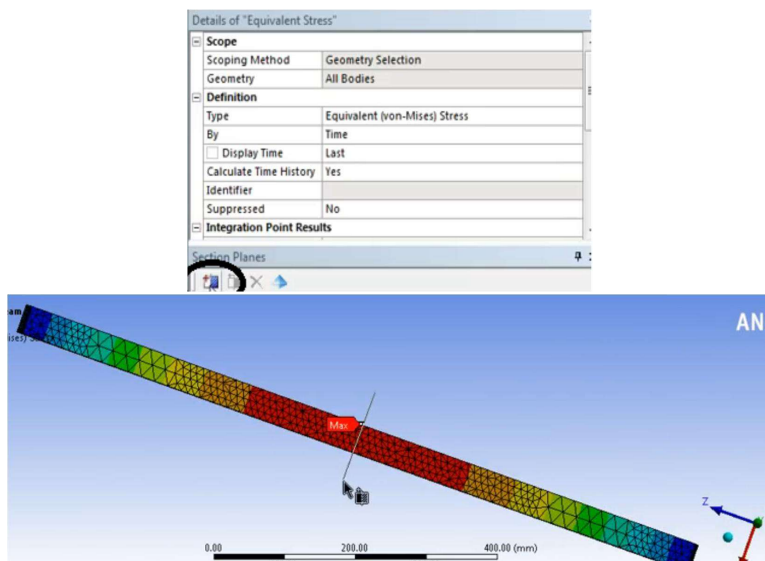 Details of "Equivalent Stress"
Scope
Scoping Method Geometry Selection
Geometry All Bodies
Definition
Type Equivalent (von-Mises) Stress
By Time
Display Time Last
Calculate Time History Yes
Identifier
Suppressed No
Integration Point Results
Section Planes
am
AN
ises)
Max
Z
0.00 200.00 400.00 (mm)